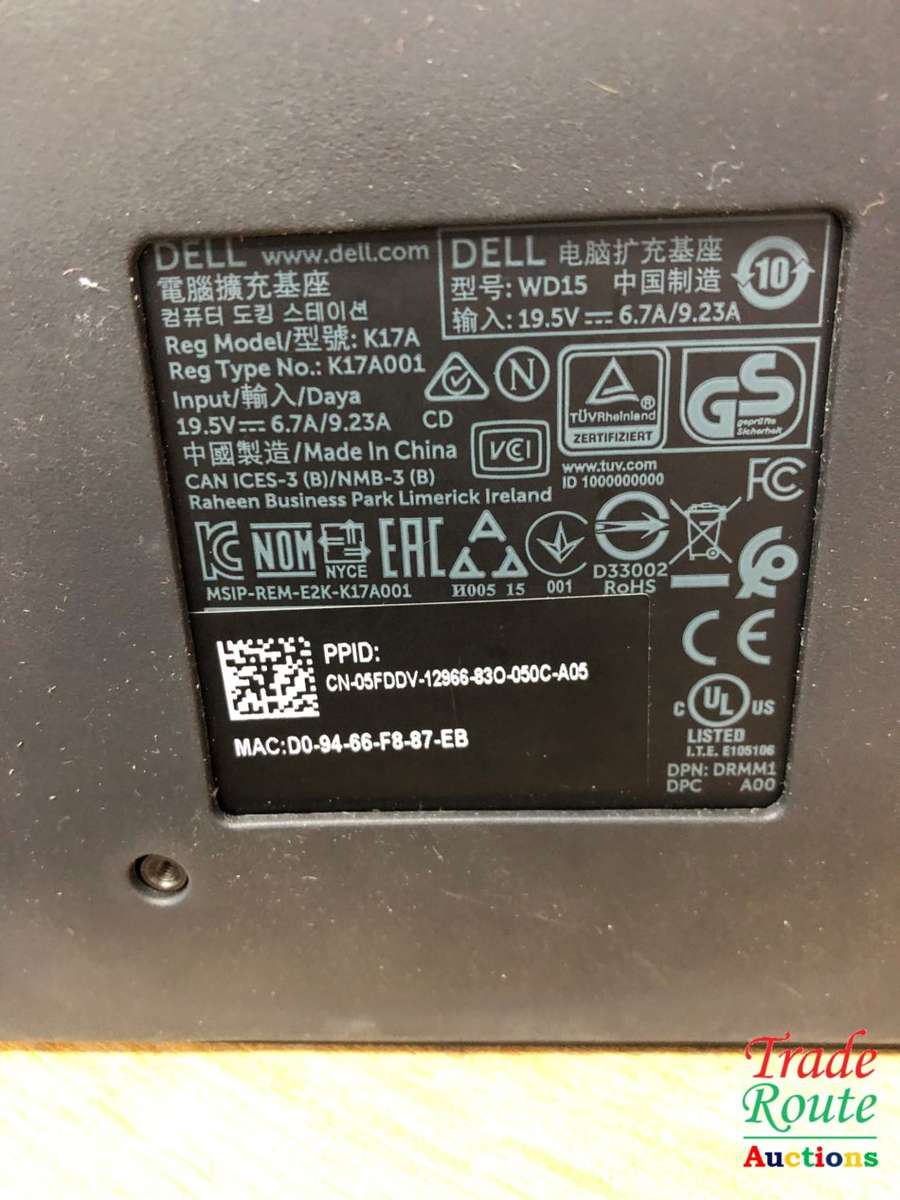 DELL www.dell.com
電腦擴充基座
컴퓨터 도킹 스테이션
Reg Model/型號: K17A
Reg Type No.: K17A001
Input/輸入/Daya
19.5V⎓ 6.7A/9.23A
中國製造/Made In China
CAN ICES-3 (B)/NMB-3 (B)
Raheen Business Park Limerick Ireland
DELL 电脑扩充基座
型号: WD15 中国制造
输入: 19.5V⎓ 6.7A/9.23A
10
CD
N
VCI
TÜVRheinland®
ZERTIFIZIERT
GS
geprüfte
Sicherheit
www.tuv.com
ID 1000000000
FC
KC NOM NYCE EAC
MSIP-REM-E2K-K17A001
И005 15
001
D33002
RoHS
CE
PPID:
CN-05FDDV-12966-83O-050C-A05
MAC:D0-94-66-F8-87-EB
C UL US
LISTED
I.T.E. E105106
DPN: DRMM1
DPC A00
Trade
Route
Auctions